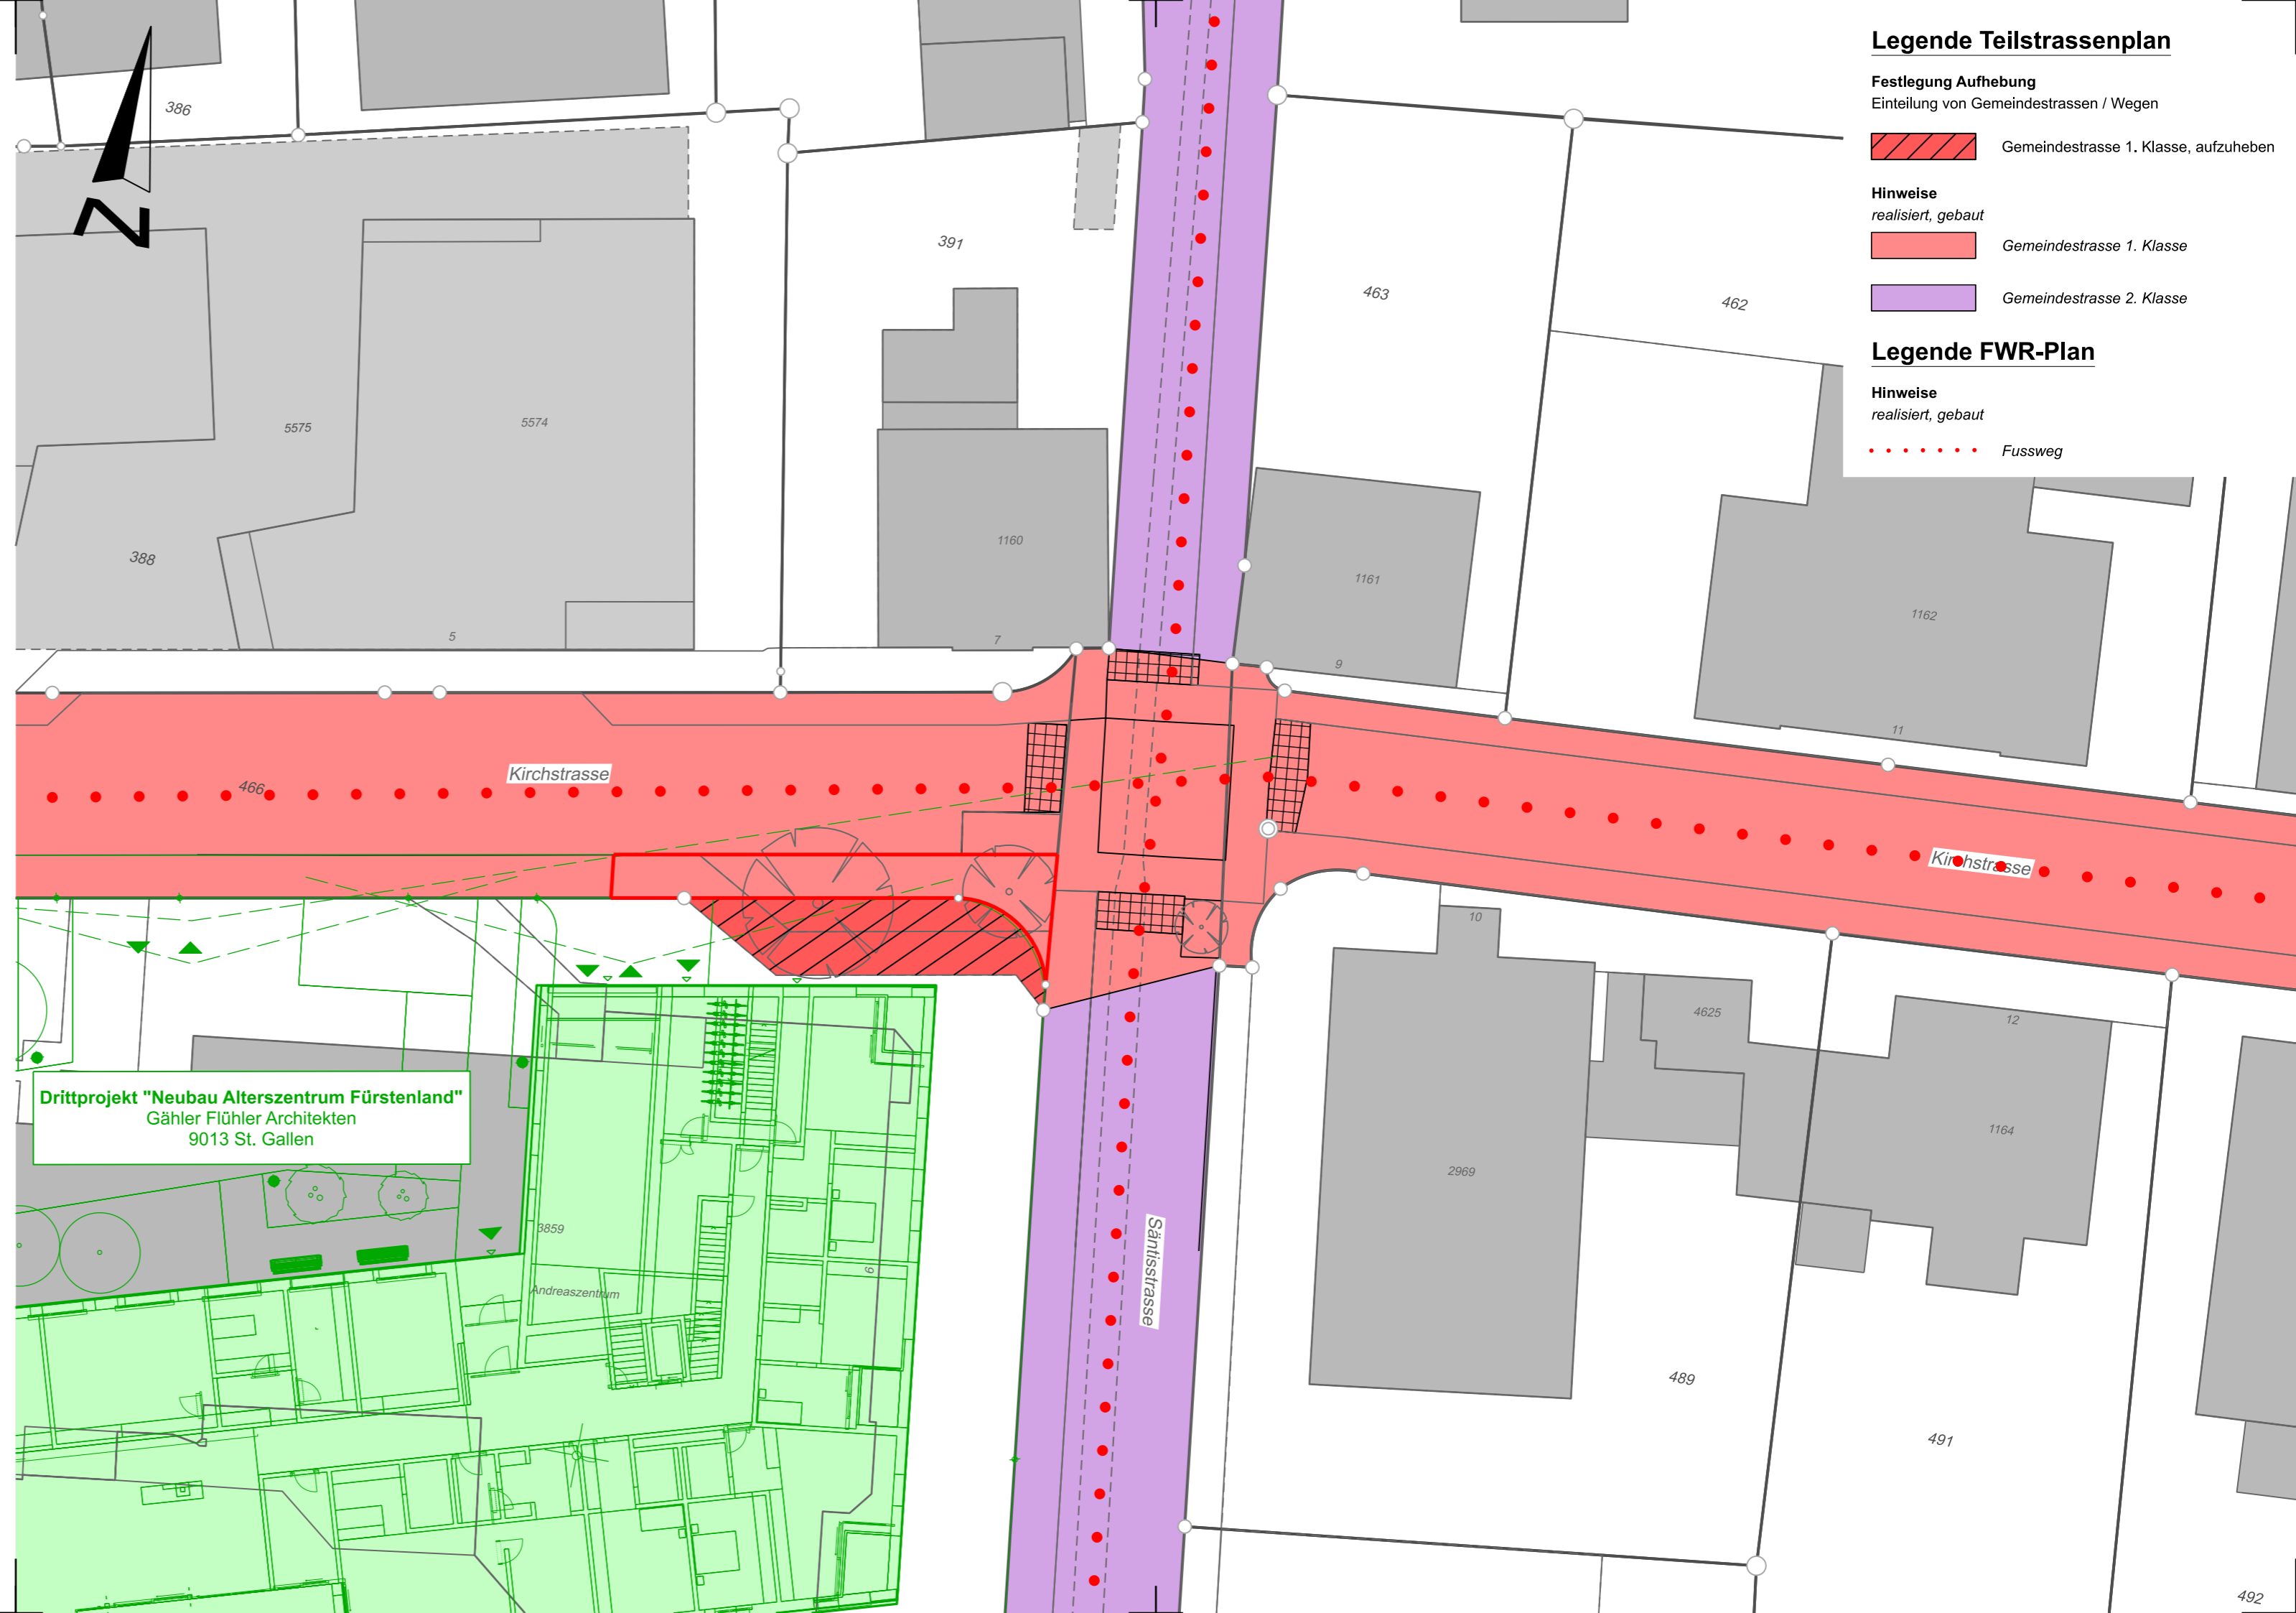 Legende Teilstrassenplan
Festlegung Aufhebung
Einteilung von Gemeindestrassen / Wegen
Gemeindestrasse 1. Klasse, aufzuheben
Hinweise
realisiert, gebaut
Gemeindestrasse 1. Klasse
Gemeindestrasse 2. Klasse
Legende FWR-Plan
Hinweise
realisiert, gebaut
Fussweg
N
386
391
463
462
5575
5574
388
1160
1161
1162
5
7
9
11
466
Kirchstrasse
Kirchstrasse
10
4625
12
1164
2969
Drittprojekt "Neubau Alterszentrum Fürstenland"
Gähler Flühler Architekten
9013 St. Gallen
3859
Andreaszentrum
9
Säntisstrasse
489
491
492